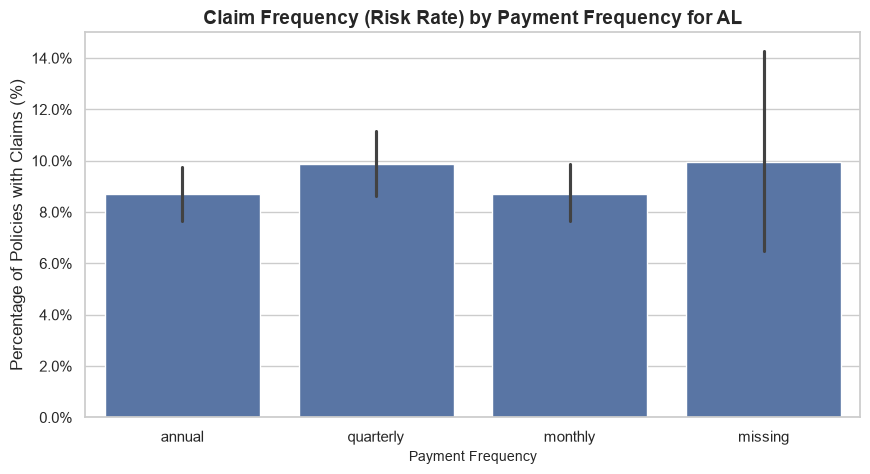 Claim Frequency (Risk Rate) by Payment Frequency for AL
Percentage of Policies with Claims (%)
14.0%
12.0%
10.0%
8.0%
6.0%
4.0%
2.0%
0.0%
annual quarterly monthly missing
Payment Frequency